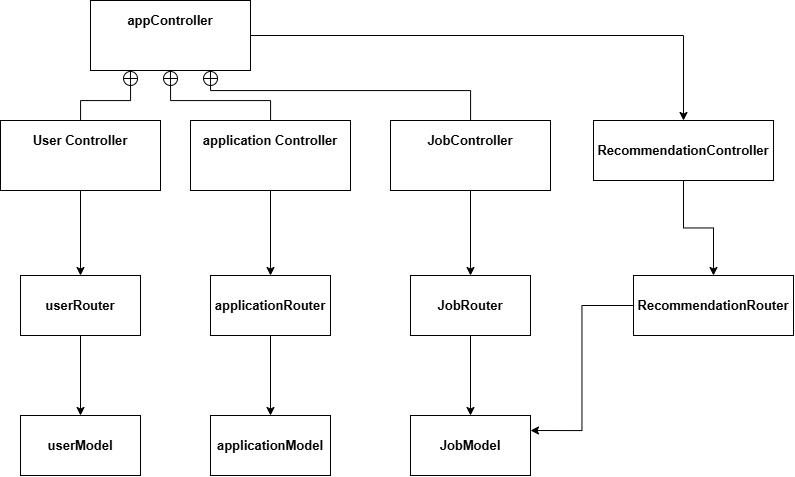 appController
User Controller
application Controller
JobController
RecommendationController
userRouter
applicationRouter
JobRouter
RecommendationRouter
userModel
applicationModel
JobModel